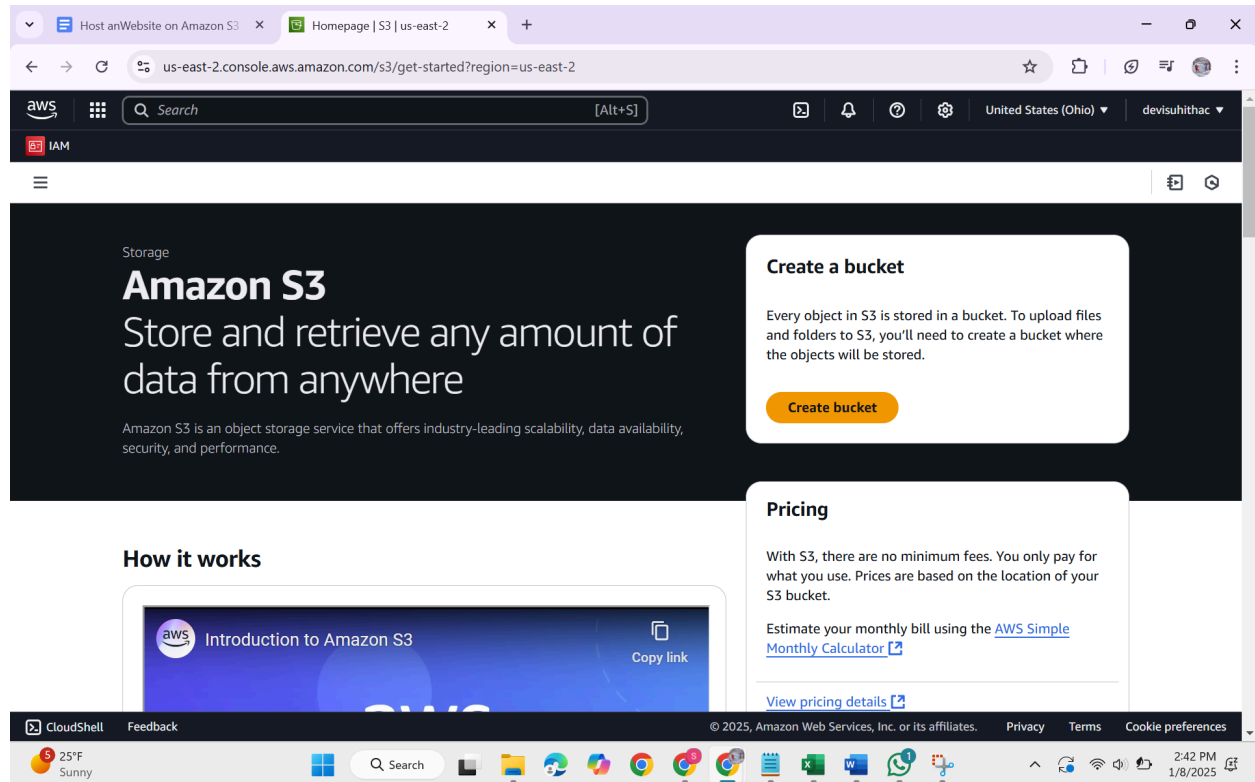 Host anWebsite on Amazon S3
Homepage | S3 | us-east-2
us-east-2.console.aws.amazon.com/s3/get-started?region=us-east-2
aws
Search
[Alt+S]
United States (Ohio)
devisuhithac
IAM
Storage
Amazon S3
Store and retrieve any amount of
data from anywhere
Amazon S3 is an object storage service that offers industry-leading scalability, data availability,
security, and performance.
Create a bucket
Every object in S3 is stored in a bucket. To upload files
and folders to S3, you'll need to create a bucket where
the objects will be stored.
Create bucket
How it works
aws
Introduction to Amazon S3
Copy link
Pricing
With S3, there are no minimum fees. You only pay for
what you use. Prices are based on the location of your
S3 bucket.
Estimate your monthly bill using the AWS Simple
Monthly Calculator
View pricing details
CloudShell
Feedback
© 2025, Amazon Web Services, Inc. or its affiliates.
Privacy
Terms
Cookie preferences
5
25°F
Sunny
Search
2:42 PM
1/8/2025